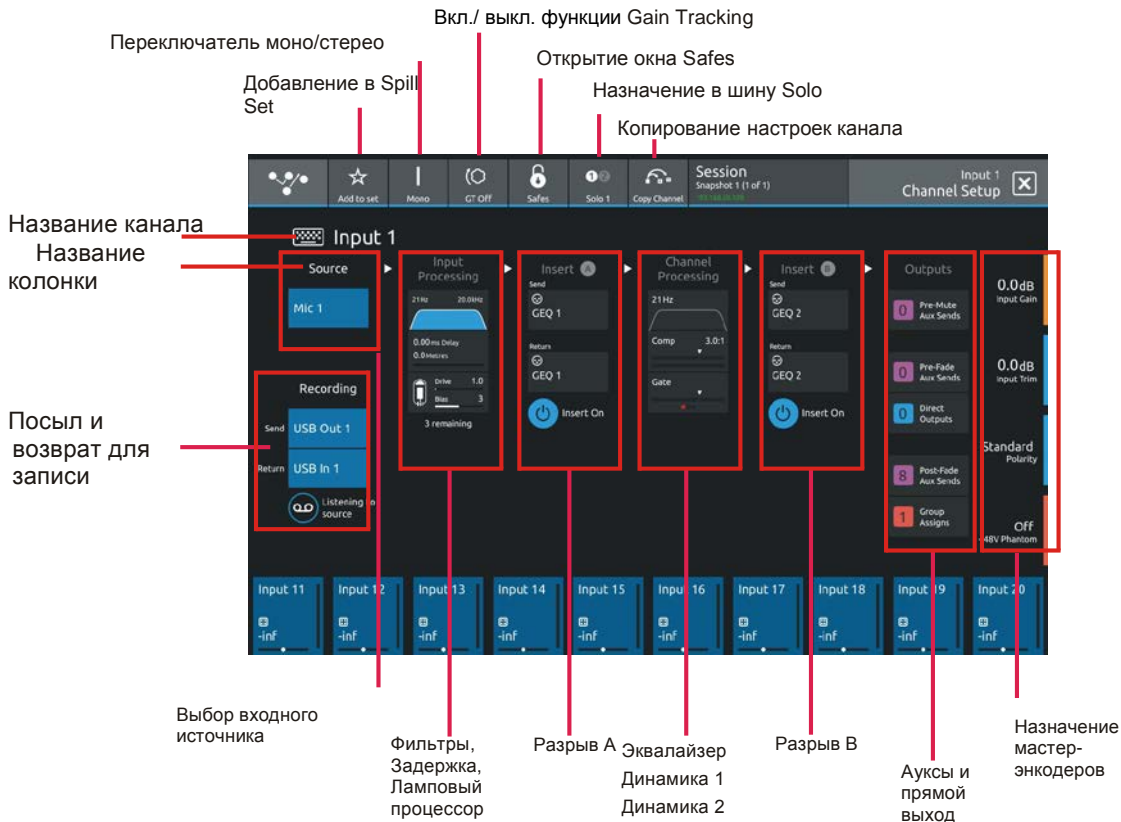 Вкл./ выкл. функции Gain Tracking
Переключатель моно/стерео
Открытие окна Safes
Добавление в Spill
Set
Назначение в шину Solo
Копирование настроек канала
Add to set
Mono
GT Off
Safes
Solo 1
Copy Channel
Session
Snapshot 1 (1 of 1)
Input 1
Channel Setup
Название канала
Название
колонки
Input 1
Source
Mic 1
Input
Processing
21Hz 20.0kHz
0.00ms Delay
0.0Metres
Drive 1.0
Bias 3
3 remaining
Insert A
Send
GEQ 1
Return
GEQ 1
Insert On
Channel
Processing
21Hz
Comp 3.0:1
Gate
Insert B
Send
GEQ 2
Return
GEQ 2
Insert On
Outputs
0 Pre-Mute
Aux Sends
0 Pre-Fade
Aux Sends
0 Direct
Outputs
8 Post-Fade
Aux Sends
1 Group
Assigns
0.0dB
Input Gain
0.0dB
Input Trim
Standard
Polarity
Off
48V Phantom
Посыл и
возврат для
записи
Recording
Send USB Out 1
Return USB In 1
Listening to
source
Input 11
-inf
Input 12
-inf
Input 13
-inf
Input 14
-inf
Input 15
-inf
Input 16
-inf
Input 17
-inf
Input 18
-inf
Input 19
-inf
Input 20
-inf
Выбор входного
источника
Фильтры,
Задержка,
Ламповый
процессор
Разрыв A
Эквалайзер
Динамика 1
Динамика 2
Разрыв B
Ауксы и
прямой
выход
Назначение
мастер-
энкодеров